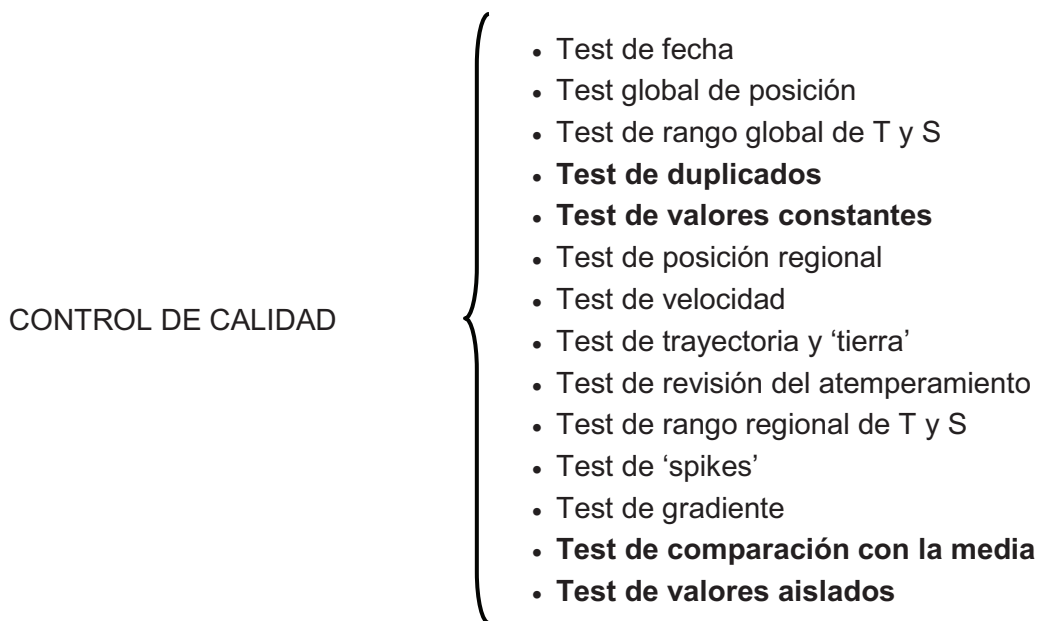 • Test de fecha
• Test global de posición
• Test de rango global de T y S
• Test de duplicados
• Test de valores constantes
• Test de posición regional
• Test de velocidad
CONTROL DE CALIDAD
• Test de trayectoria y ‘tierra’
• Test de revisión del atemperamiento
• Test de rango regional de T y S
• Test de ‘spikes’
• Test de gradiente
• Test de comparación con la media
• Test de valores aislados